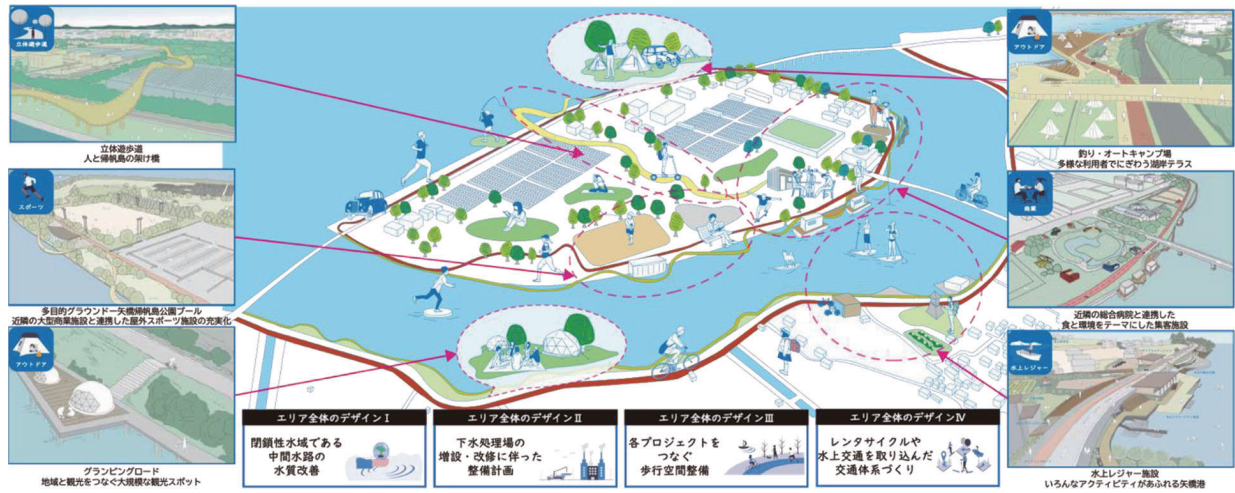 立体遊歩道
立体遊歩道
人と帰帆島の架け橋
スポーツ
多目的グラウンドー矢橋帰帆島公園プール
近隣の大型商業施設と連携した屋外スポーツ施設の充実化
アウトドア
グランピングロード
地域と観光をつなぐ大規模な観光スポット
アウトドア
釣り・オートキャンプ場
多様な利用者でにぎわう湖岸テラス
商業
近隣の総合病院と連携した
食と環境をテーマにした集客施設
水上レジャー
水上レジャー施設
いろんなアクティビティがあふれる矢橋港
エリア全体のデザインⅠ
閉鎖性水域である
中間水路の
水質改善
エリア全体のデザインⅡ
下水処理場の
増設・改修に伴った
整備計画
エリア全体のデザインⅢ
各プロジェクトを
つなぐ
歩行空間整備
エリア全体のデザインⅣ
レンタサイクルや
水上交通を取り込んだ
交通体系づくり